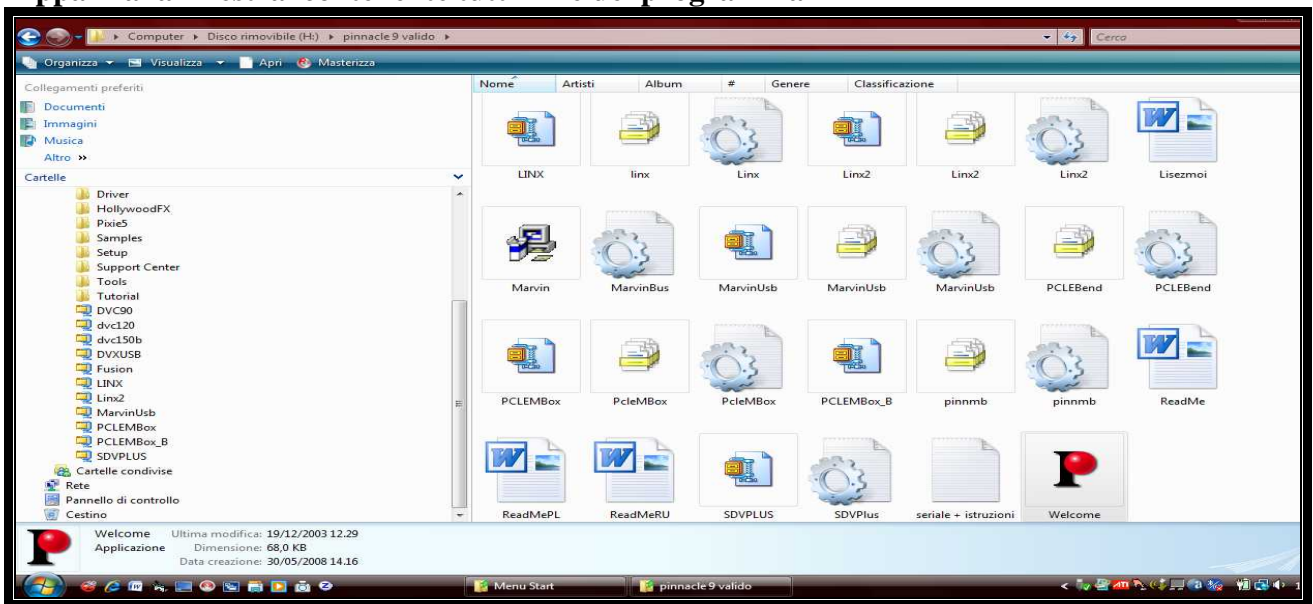 Computer ▸ Disco rimovibile (H:) ▸ pinnacle 9 valido ▸
Cerca
Organizza Visualizza Apri Masterizza
Collegamenti preferiti
Documenti
Immagini
Musica
Altro »
Cartelle
Driver
HollywoodFX
Pixie5
Samples
Setup
Support Center
Tools
Tutorial
DVC90
dvc120
dvc150b
DVXUSB
Fusion
LINX
Linx2
MarvinUsb
PCLEMBox
PCLEMBox_B
SDVPLUS
Cartelle condivise
Rete
Pannello di controllo
Cestino
Nome Artisti Album # Genere Classificazione
LINX linx Linx Linx2 Linx2 Linx2 Lisezmoi
Marvin MarvinBus MarvinUsb MarvinUsb MarvinUsb PCLEBend PCLEBend
PCLEMBox PcleMBox PcleMBox PCLEMBox_B pinnmb pinnmb ReadMe
ReadMePL ReadMeRU SDVPLUS SDVPlus seriale + istruzioni Welcome
Welcome Ultima modifica: 19/12/2003 12.29
Applicazione Dimensione: 68,0 KB
Data creazione: 30/05/2008 14.16
Menu Start pinnacle 9 valido